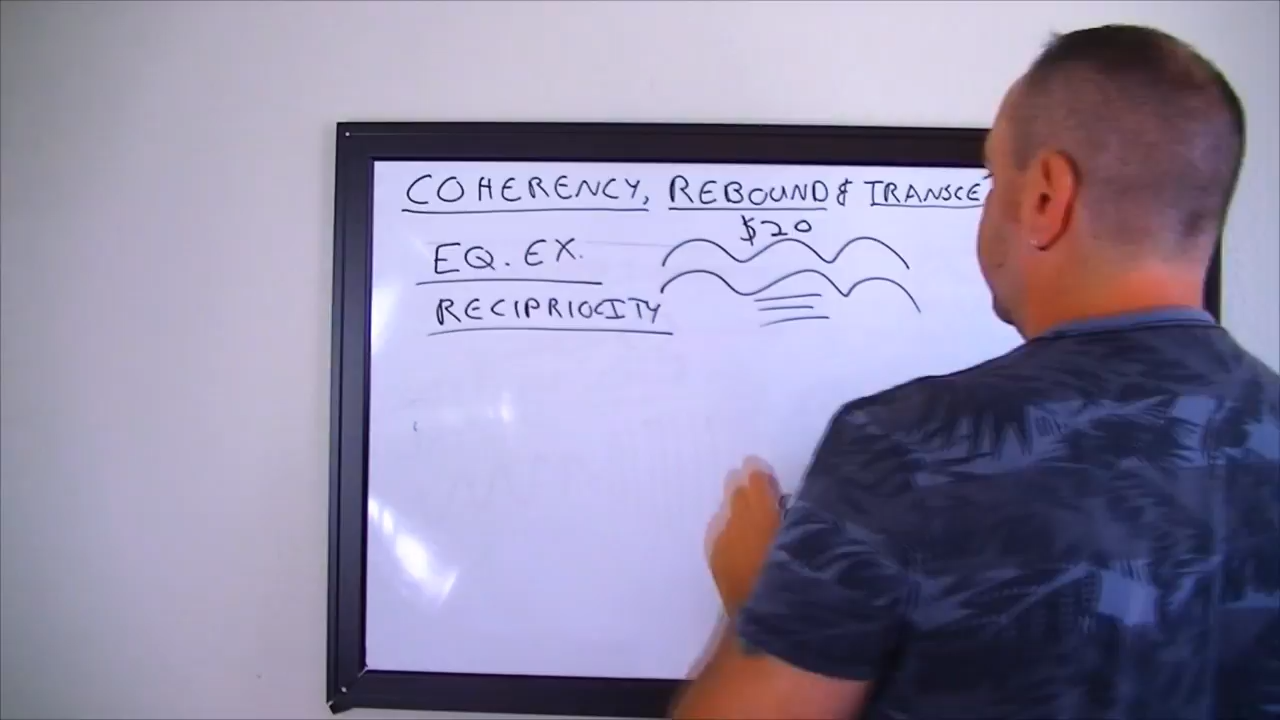 COHERENCY, REBOUND & TRANSCE
$20
EQ. EX.
RECIPRIOCITY